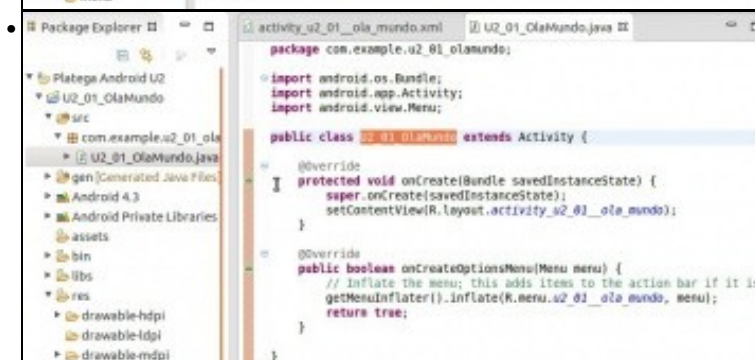 Package Explorer
Platega Android U2
U2_01_OlaMundo
src
com.example.u2_01_ola
U2_01_OlaMundo.java
gen [Generated Java Files]
Android 4.3
Android Private Libraries
assets
bin
libs
res
drawable-hdpi
drawable-ldpi
drawable-mdpi
activity_u2_01__ola_mundo.xml
U2_01_OlaMundo.java
package com.example.u2_01_olamundo;
import android.os.Bundle;
import android.app.Activity;
import android.view.Menu;
public class U2_01_OlaMundo extends Activity {
@Override
protected void onCreate(Bundle savedInstanceState) {
super.onCreate(savedInstanceState);
setContentView(R.layout.activity_u2_01__ola_mundo);
}
@Override
public boolean onCreateOptionsMenu(Menu menu) {
// Inflate the menu; this adds items to the action bar if it is
getMenuInflater().inflate(R.menu.u2_01__ola_mundo, menu);
return true;
}
}